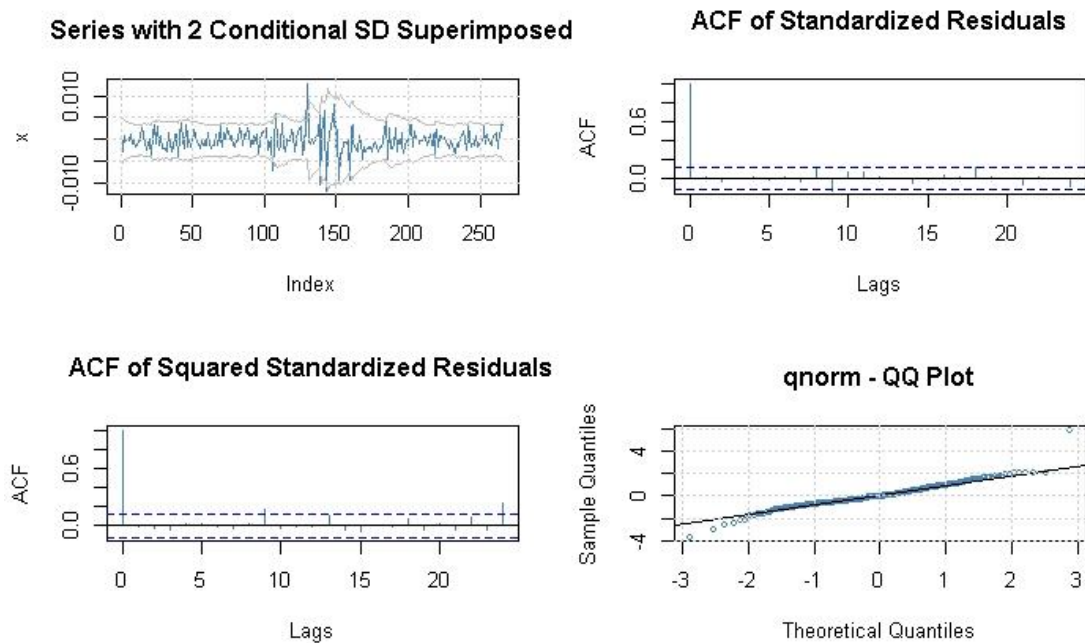 Series with 2 Conditional SD Superimposed
x
0.010
-0.010
0 50 100 150 200 250
Index
ACF of Standardized Residuals
ACF
0.6
0.0
0 5 10 15 20
Lags
ACF of Squared Standardized Residuals
ACF
0.6
0.0
0 5 10 15 20
Lags
qnorm - QQ Plot
Sample Quantiles
4
0
-4
-3 -2 -1 0 1 2 3
Theoretical Quantiles